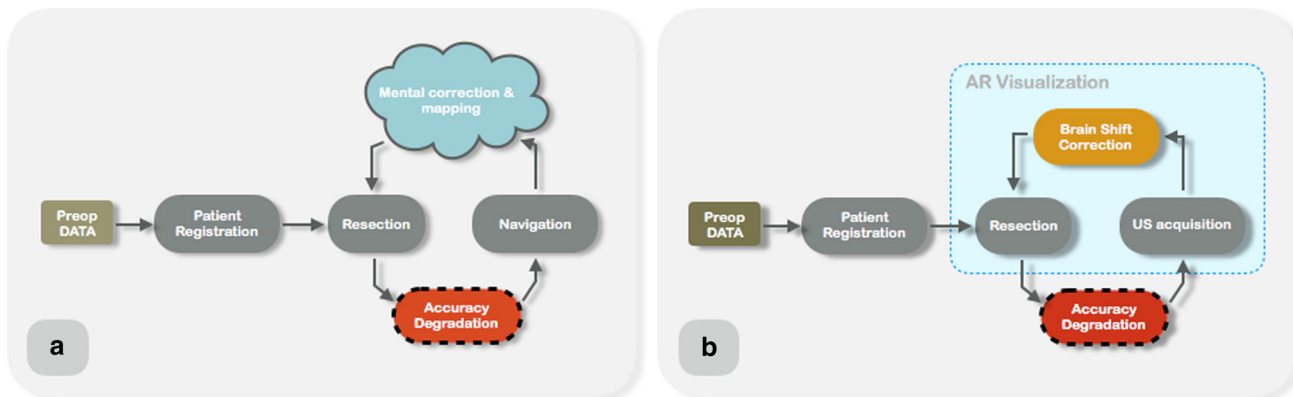 Mental correction &
mapping
Preop
DATA
Patient
Registration
Resection
Navigation
Accuracy
Degradation
a
AR Visualization
Brain Shift
Correction
Preop
DATA
Patient
Registration
Resection
US acquisition
Accuracy
Degradation
b